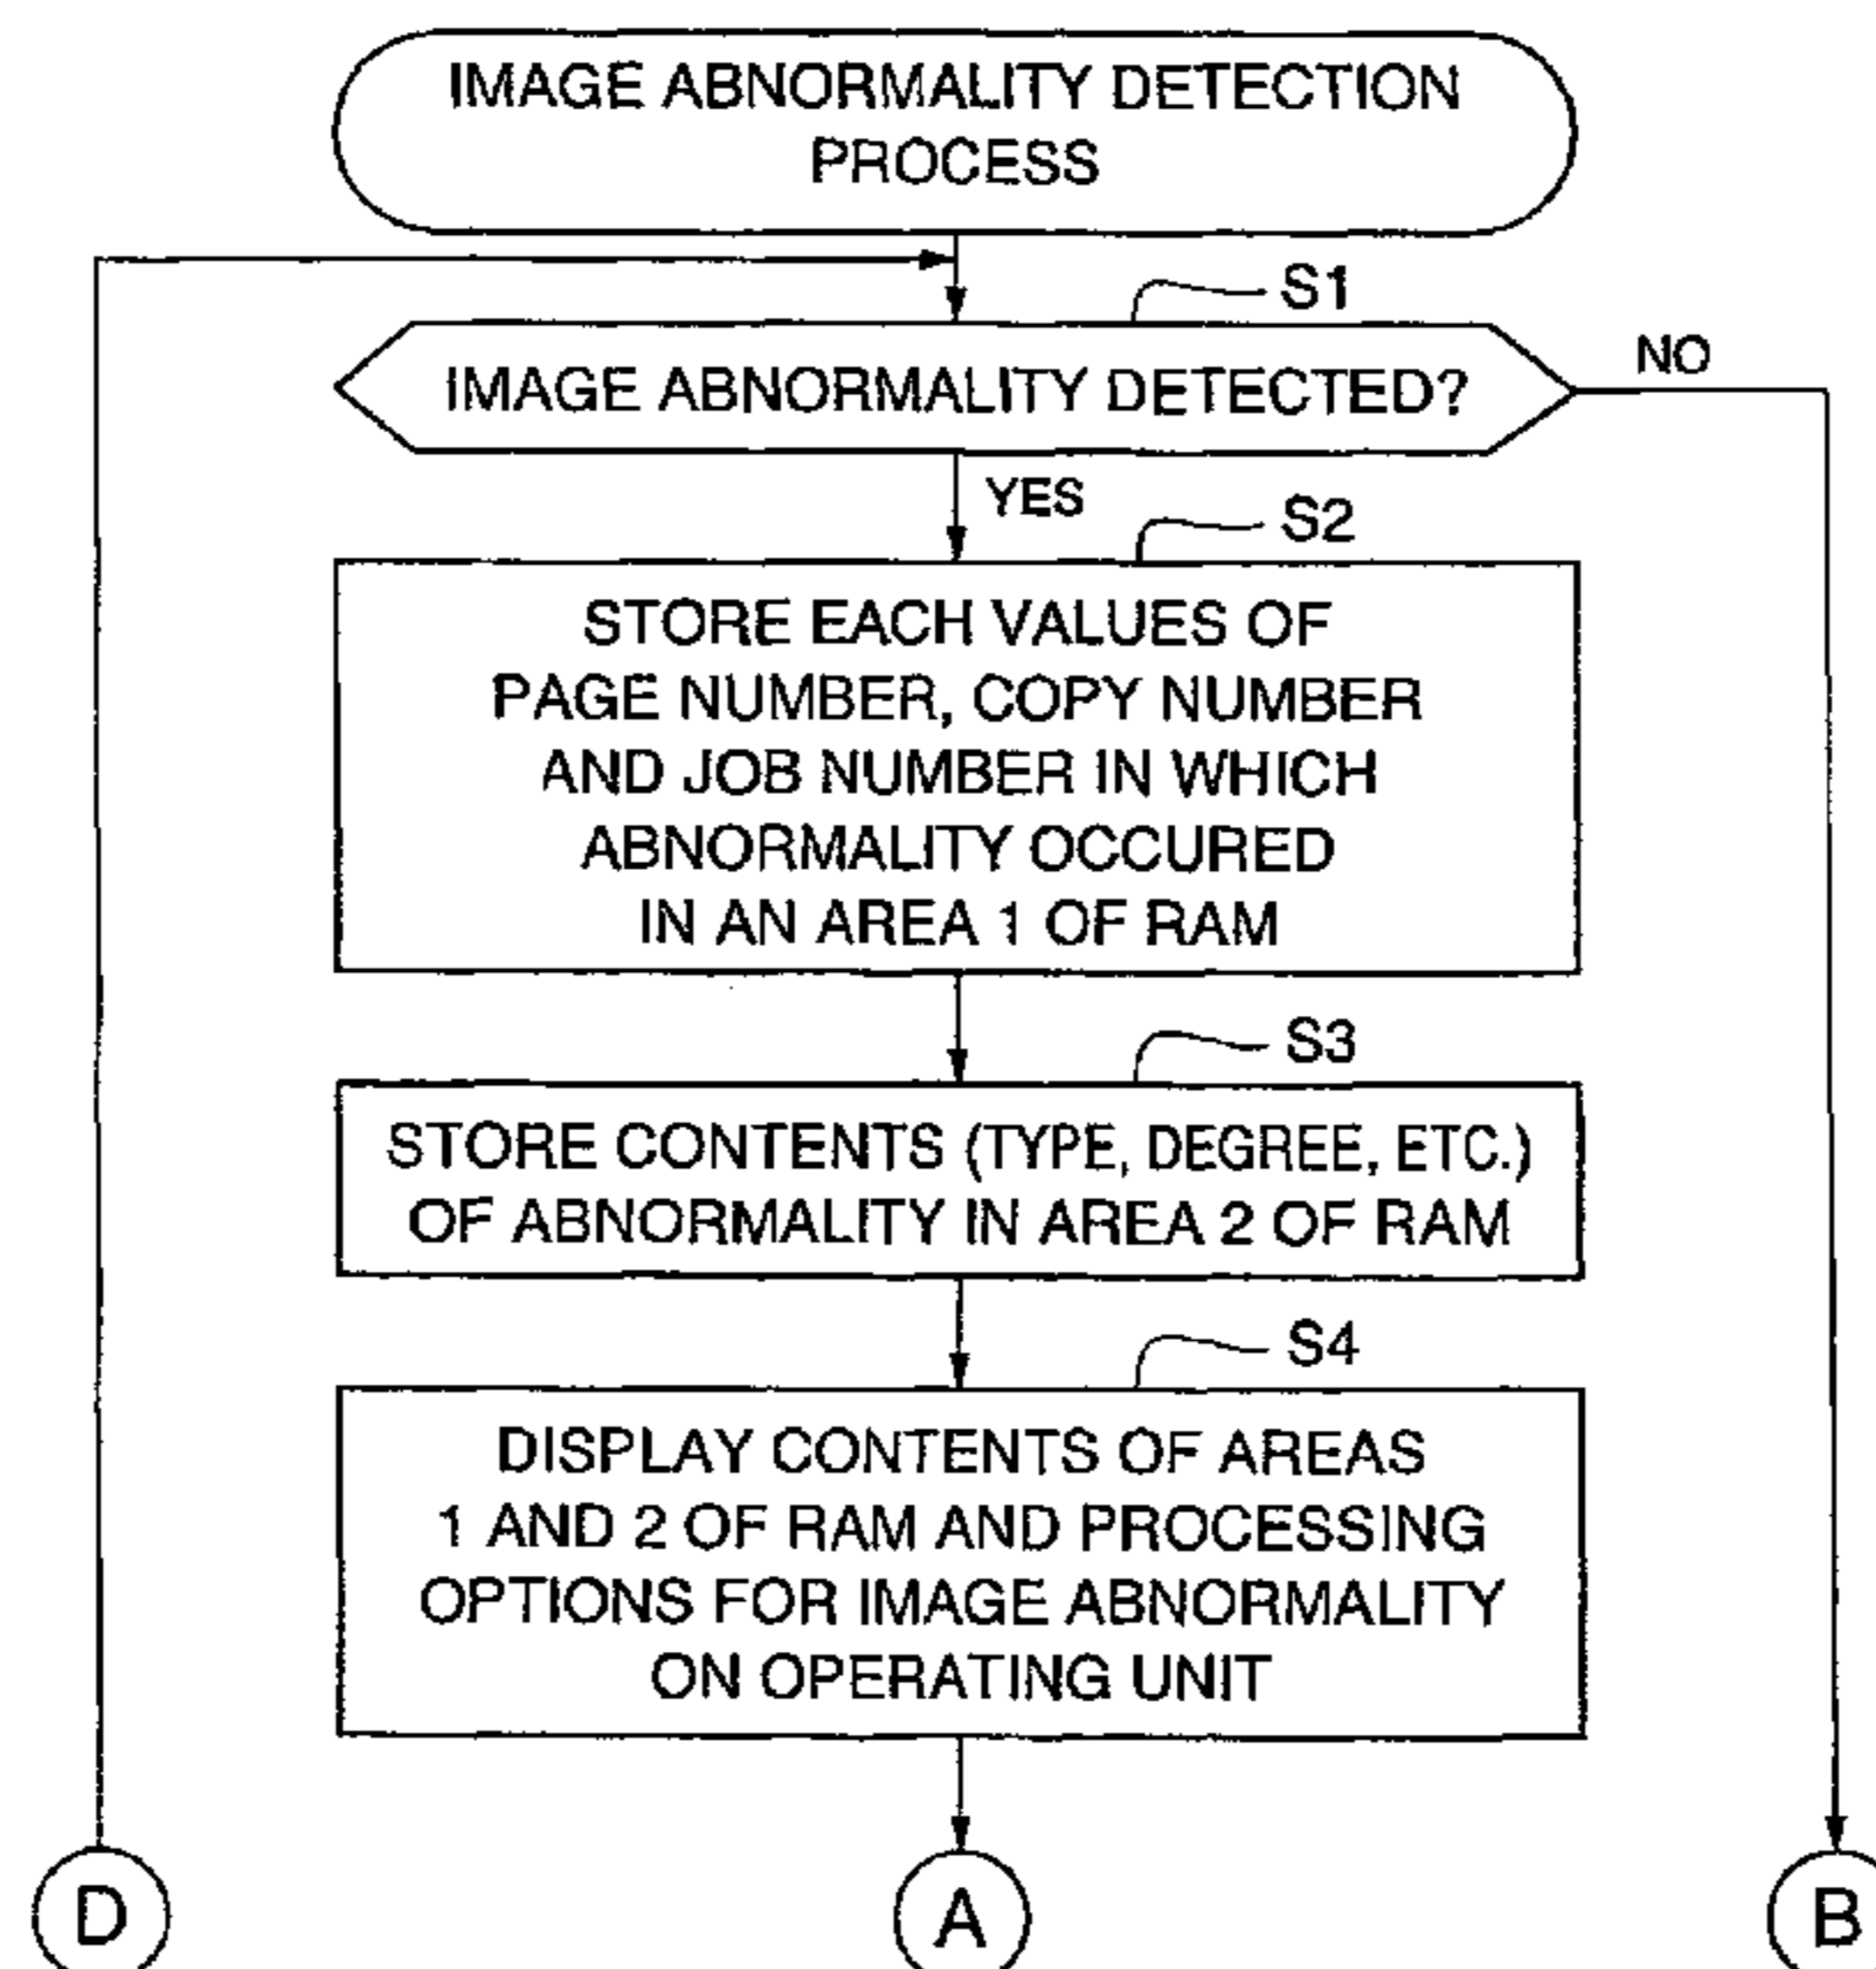 IMAGE ABNORMALITY DETECTION
PROCESS
S1
IMAGE ABNORMALITY DETECTED?
NO
YES
S2
STORE EACH VALUES OF
PAGE NUMBER, COPY NUMBER
AND JOB NUMBER IN WHICH
ABNORMALITY OCCURED
IN AN AREA 1 OF RAM
S3
STORE CONTENTS (TYPE, DEGREE, ETC.)
OF ABNORMALITY IN AREA 2 OF RAM
S4
DISPLAY CONTENTS OF AREAS
1 AND 2 OF RAM AND PROCESSING
OPTIONS FOR IMAGE ABNORMALITY
ON OPERATING UNIT
D
A
B